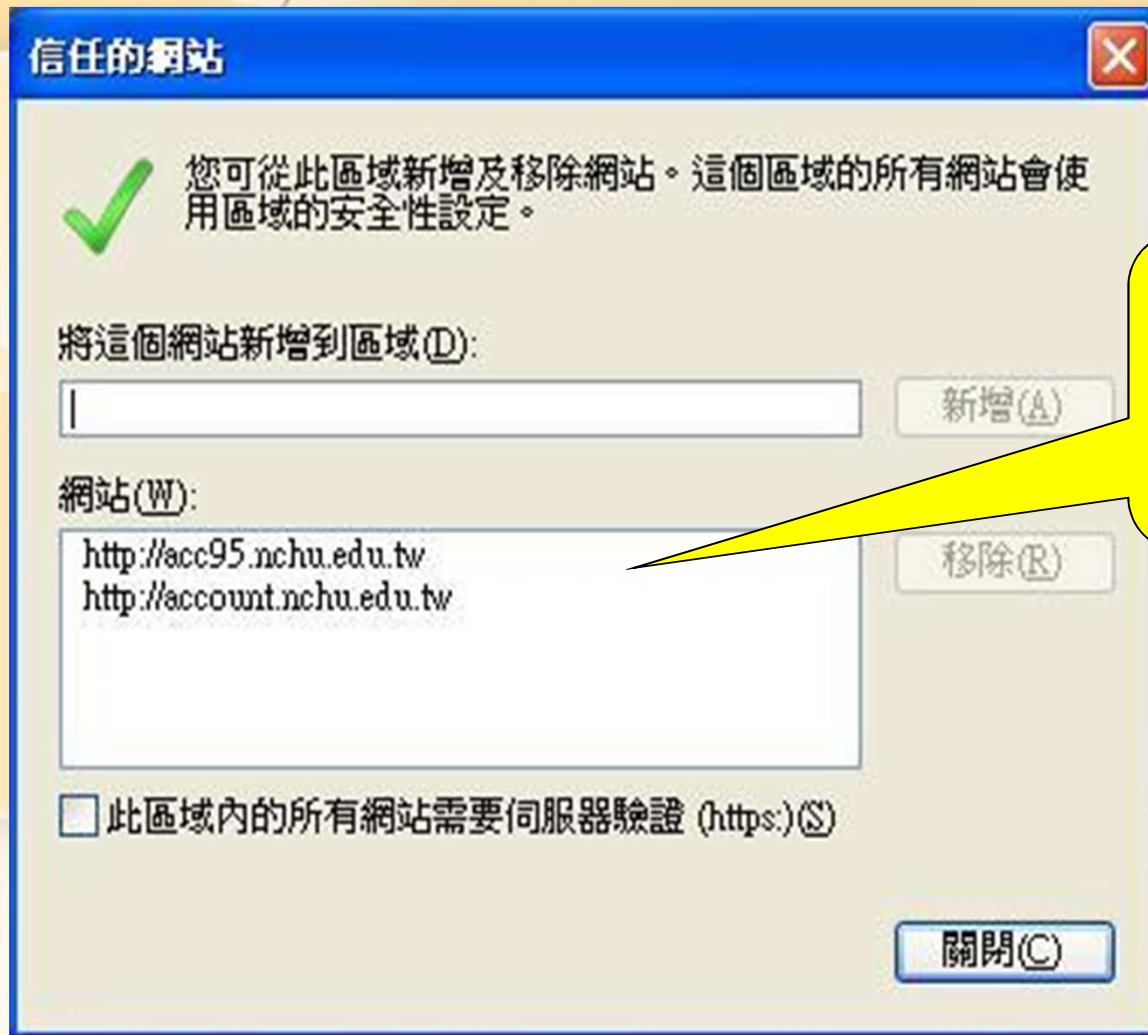 信任的網站
您可從此區域新增及移除網站。這個區域的所有網站會使
用區域的安全性設定。
將這個網站新增到區域(D):
新增(A)
網站(W):
http://acc95.nchu.edu.tw
http://account.nchu.edu.tw
移除(R)
此區域內的所有網站需要伺服器驗證 (https:)(S)
關閉(C)